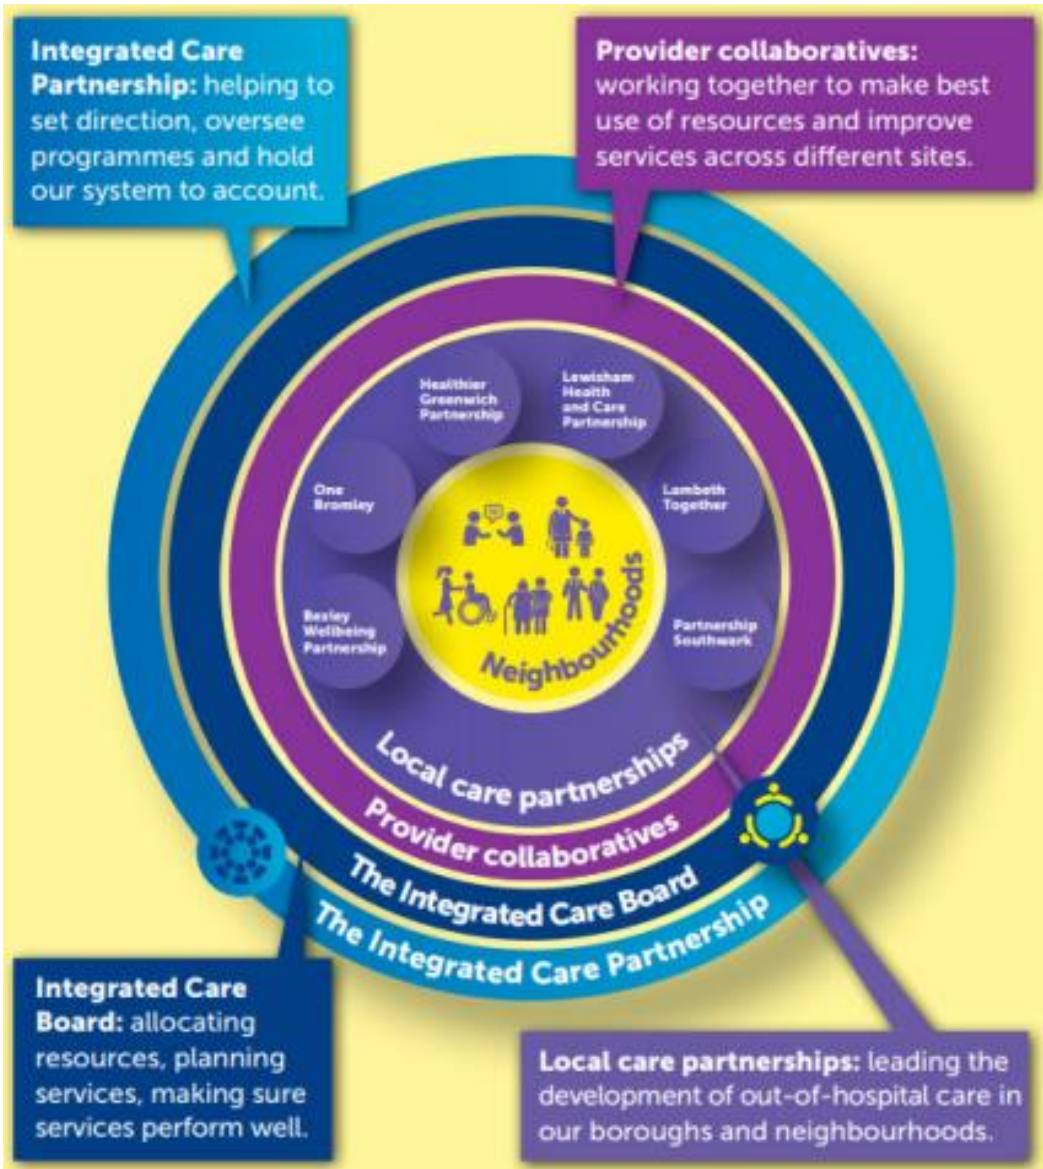 Integrated Care
Partnership: helping to
set direction, oversee
programmes and hold
our system to account.
Provider collaboratives:
working together to make best
use of resources and improve
services across different sites.
Healthier
Greenwich
Partnership
Lewisham
Health
and Care
Partnership
One
Bromley
Lambeth
Together
Bexley
Wellbeing
Partnership
Partnership
Southwark
Neighbourhoods
Local care partnerships
Provider collaboratives
The Integrated Care Board
The Integrated Care Partnership
Integrated Care
Board: allocating
resources, planning
services, making sure
services perform well.
Local care partnerships: leading the
development of out-of-hospital care in
our boroughs and neighbourhoods.